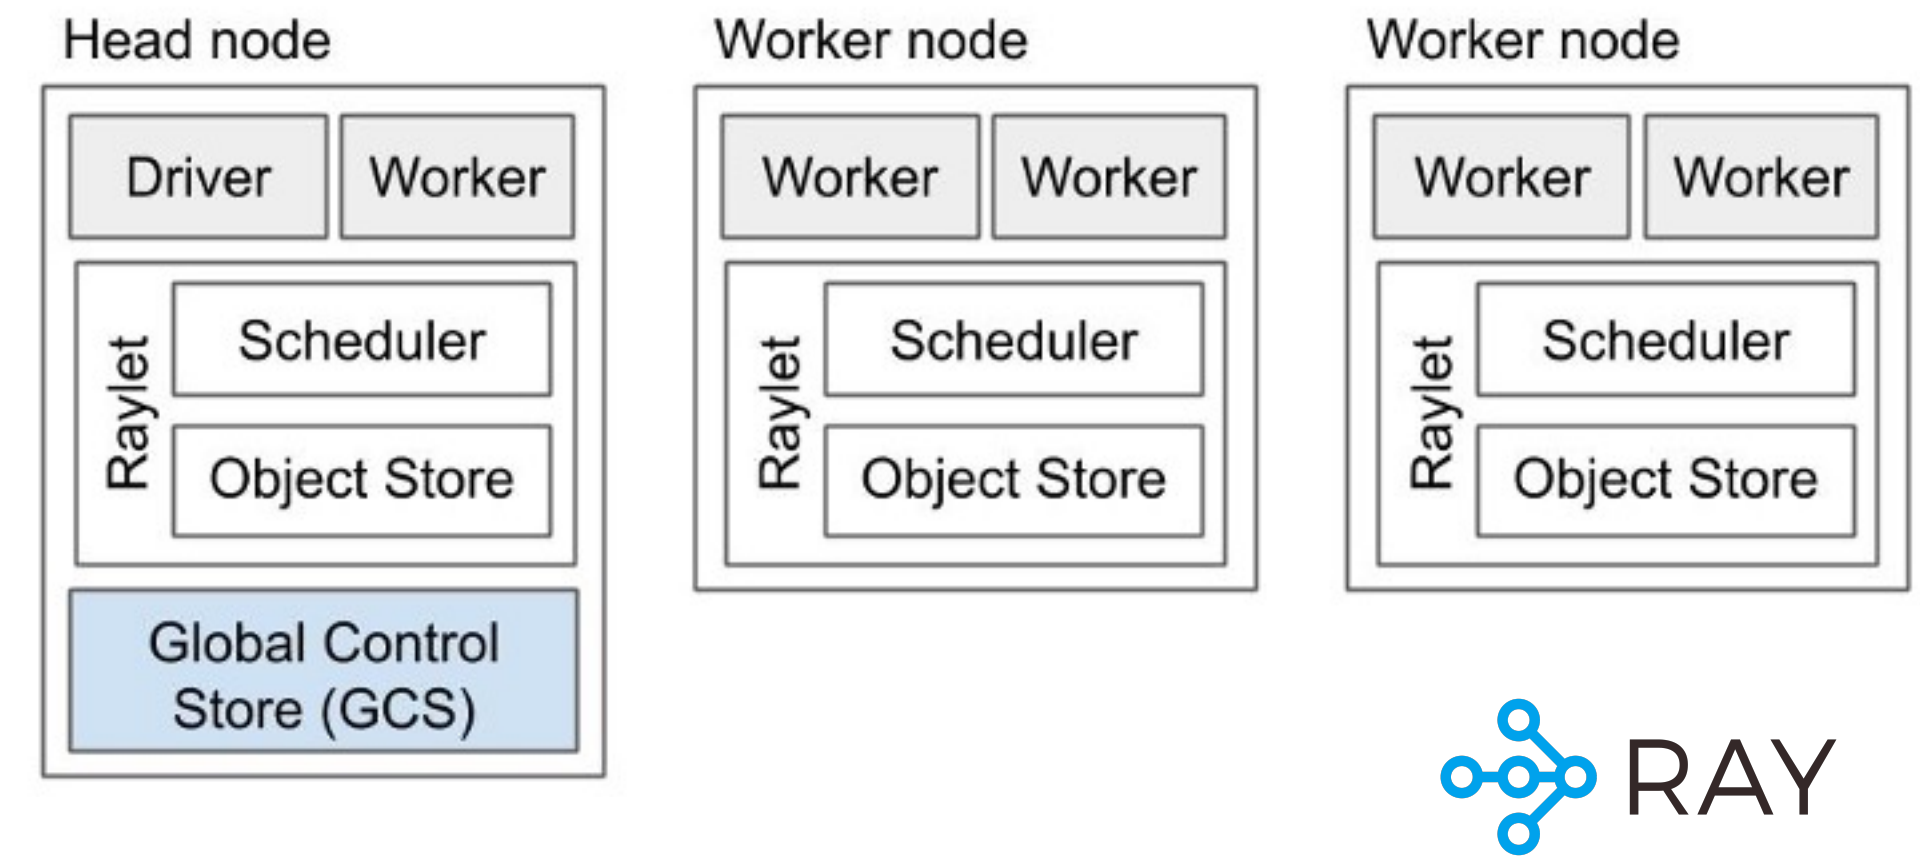 Head node
Driver
Worker
Raylet
Scheduler
Object Store
Global Control
Store (GCS)
Worker node
Worker
Worker
Raylet
Scheduler
Object Store
Worker node
Worker
Worker
Raylet
Scheduler
Object Store
RAY